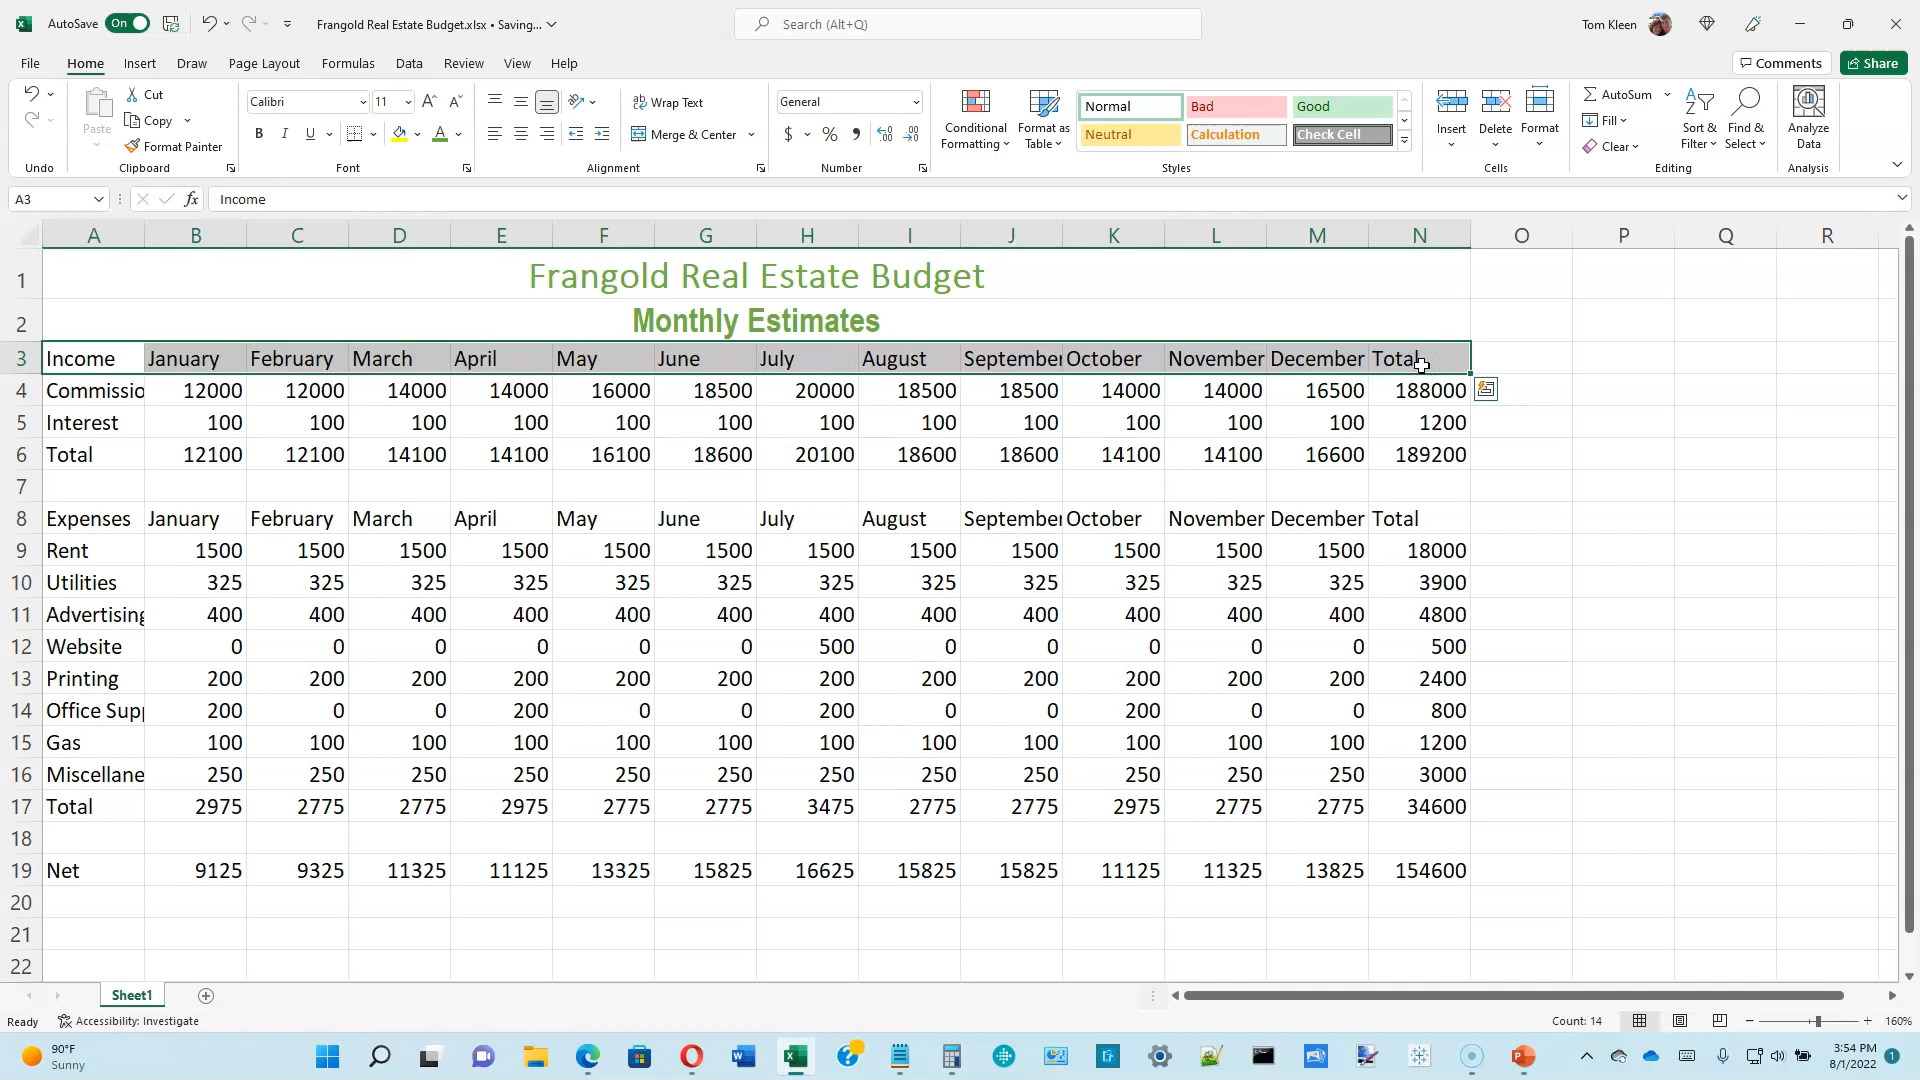 AutoSave On Frangold Real Estate Budget.xlsx • Saving... Search (Alt+Q) Tom Kleen
File Home Insert Draw Page Layout Formulas Data Review View Help Comments Share
Paste Cut Copy Format Painter
Calibri 11 B I U A
Wrap Text Merge & Center
General $ % 9
Conditional Formatting Format as Table
Normal Bad Good
Neutral Calculation Check Cell
Insert Delete Format
AutoSum Fill Clear
Sort & Filter Find & Select Analyze Data
Undo Clipboard Font Alignment Number Styles Cells Editing Analysis
A3 fx Income
A B C D E F G H I J K L M N O P Q R
1 Frangold Real Estate Budget
2 Monthly Estimates
3 Income January February March April May June July August September October November December Total
4 Commissio 12000 12000 14000 14000 16000 18500 20000 18500 18500 14000 14000 16500 188000
5 Interest 100 100 100 100 100 100 100 100 100 100 100 100 1200
6 Total 12100 12100 14100 14100 16100 18600 20100 18600 18600 14100 14100 16600 189200
7
8 Expenses January February March April May June July August September October November December Total
9 Rent 1500 1500 1500 1500 1500 1500 1500 1500 1500 1500 1500 1500 18000
10 Utilities 325 325 325 325 325 325 325 325 325 325 325 325 3900
11 Advertising 400 400 400 400 400 400 400 400 400 400 400 400 4800
12 Website 0 0 0 0 0 0 500 0 0 0 0 0 500
13 Printing 200 200 200 200 200 200 200 200 200 200 200 200 2400
14 Office Supp 200 0 0 200 0 0 200 0 0 200 0 0 800
15 Gas 100 100 100 100 100 100 100 100 100 100 100 100 1200
16 Miscellane 250 250 250 250 250 250 250 250 250 250 250 250 3000
17 Total 2975 2775 2775 2975 2775 2775 3475 2775 2775 2975 2775 2775 34600
18
19 Net 9125 9325 11325 11125 13325 15825 16625 15825 15825 11125 11325 13825 154600
20
21
22
Sheet1
Ready Accessibility: Investigate Count: 14 160%
90°F
Sunny
3:54 PM
8/1/2022
1